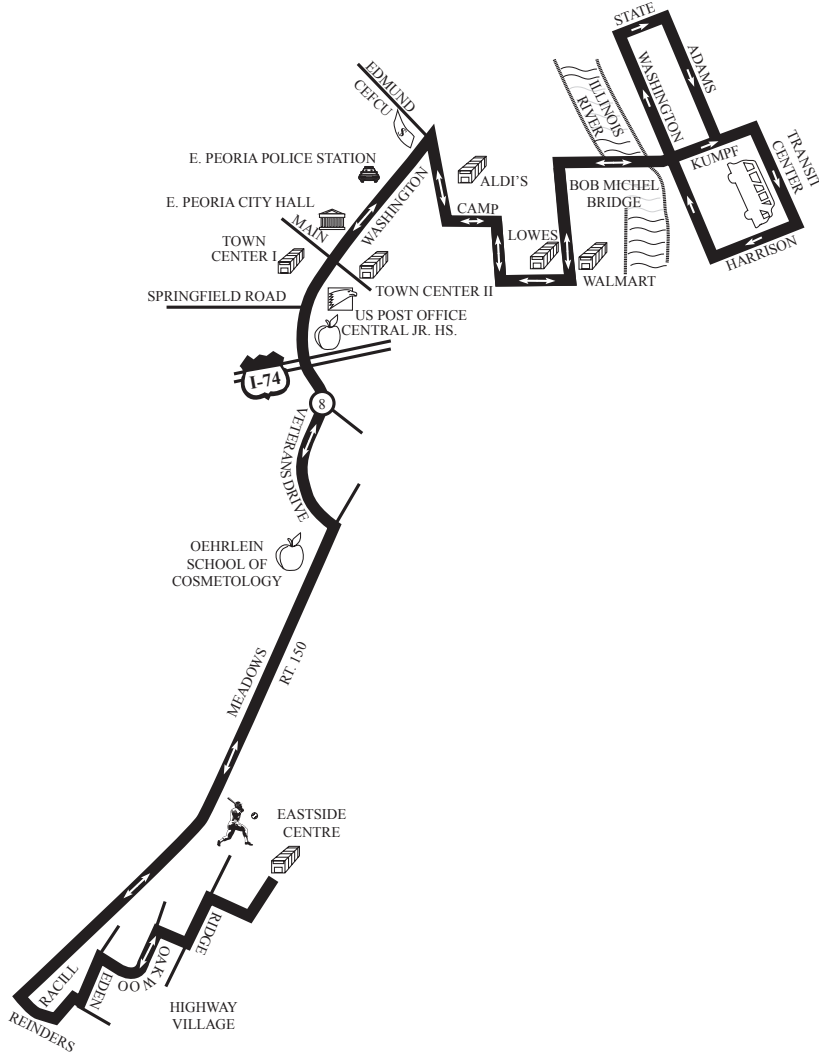 STATE
ADAMS
WASHINGTON
ILLINOIS
RIVER
EDMUND
CEFCU
$
KUMPF
TRANSIT
CENTER
E. PEORIA POLICE STATION
ALDI'S
BOB MICHEL
BRIDGE
E. PEORIA CITY HALL
MAIN
WASHINGTON
CAMP
TOWN
CENTER I
LOWES
HARRISON
WALMART
TOWN CENTER II
SPRINGFIELD ROAD
US POST OFFICE
CENTRAL JR. HS.
I-74
8
VETERANS DRIVE
OEHRLEIN
SCHOOL OF
COSMETOLOGY
MEADOWS
RT. 150
EASTSIDE
CENTRE
RIDGE
OAKWOO
EDEN
RACILL
REINDERS
HIGHWAY
VILLAGE